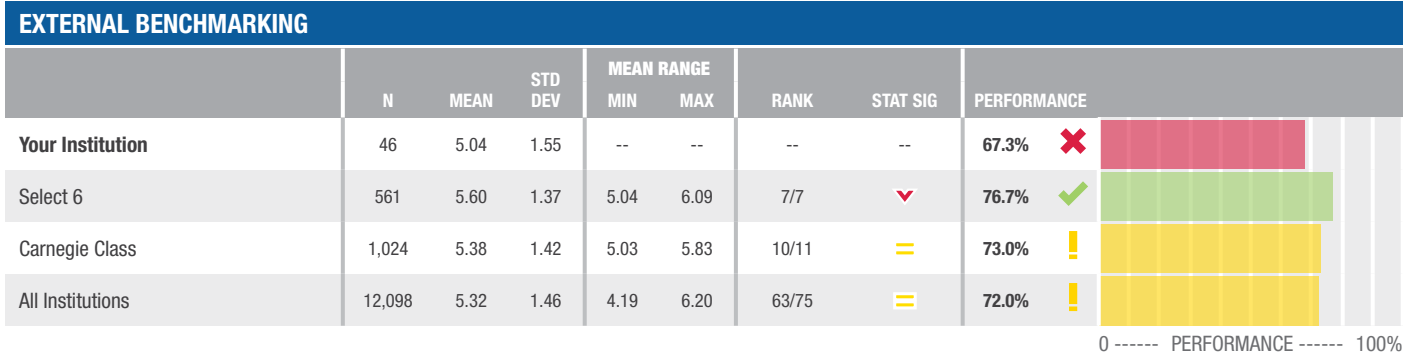 EXTERNAL BENCHMARKING
N MEAN STD DEV MEAN RANGE MIN MAX RANK STAT SIG PERFORMANCE
Your Institution 46 5.04 1.55 -- -- -- -- 67.3%
Select 6 561 5.60 1.37 5.04 6.09 7/7 76.7%
Carnegie Class 1,024 5.38 1.42 5.03 5.83 10/11 = 73.0% !
All Institutions 12,098 5.32 1.46 4.19 6.20 63/75 = 72.0% !
0 ------ PERFORMANCE ------ 100%